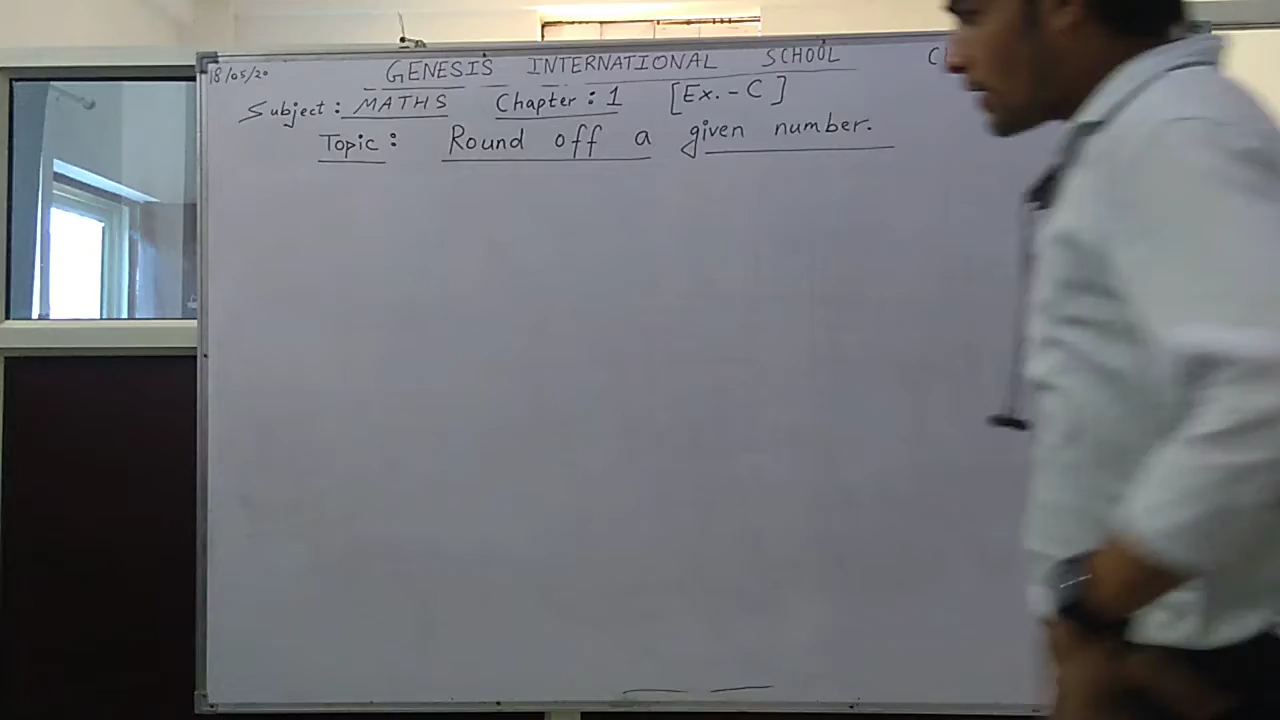 18/05/20 GENESIS INTERNATIONAL SCHOOL
Subject: MATHS Chapter: 1 [Ex. - C]
Topic: Round off a given number.